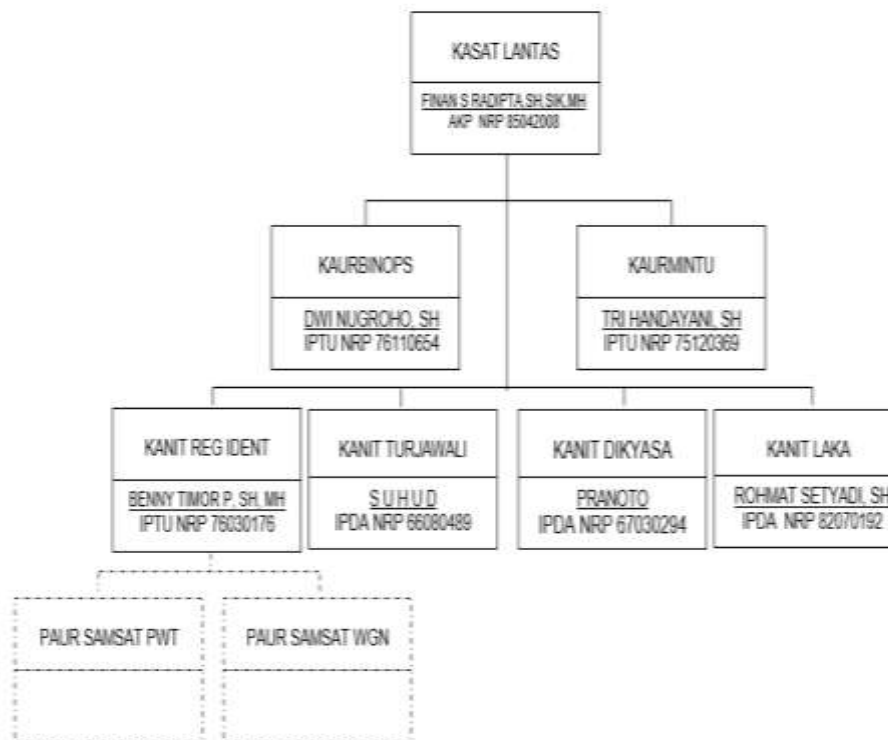 KASAT LANTAS
FINAN S RADIPTA,SH,SIK,MH
AKP NRP 85042008
KAURBINOPS
DWI NUGROHO, SH
IPTU NRP 76110654
KAURMINTU
TRI HANDAYANI, SH
IPTU NRP 75120369
KANIT REG IDENT
BENNY TIMOR P, SH, MH
IPTU NRP 76030176
KANIT TURJAWALI
S U H U D
IPDA NRP 66080489
KANIT DIKYASA
PRANOTO
IPDA NRP 67030294
KANIT LAKA
ROHMAT SETYADI, SH
IPDA NRP 82070192
PAUR SAMSAT PWT
PAUR SAMSAT WGN